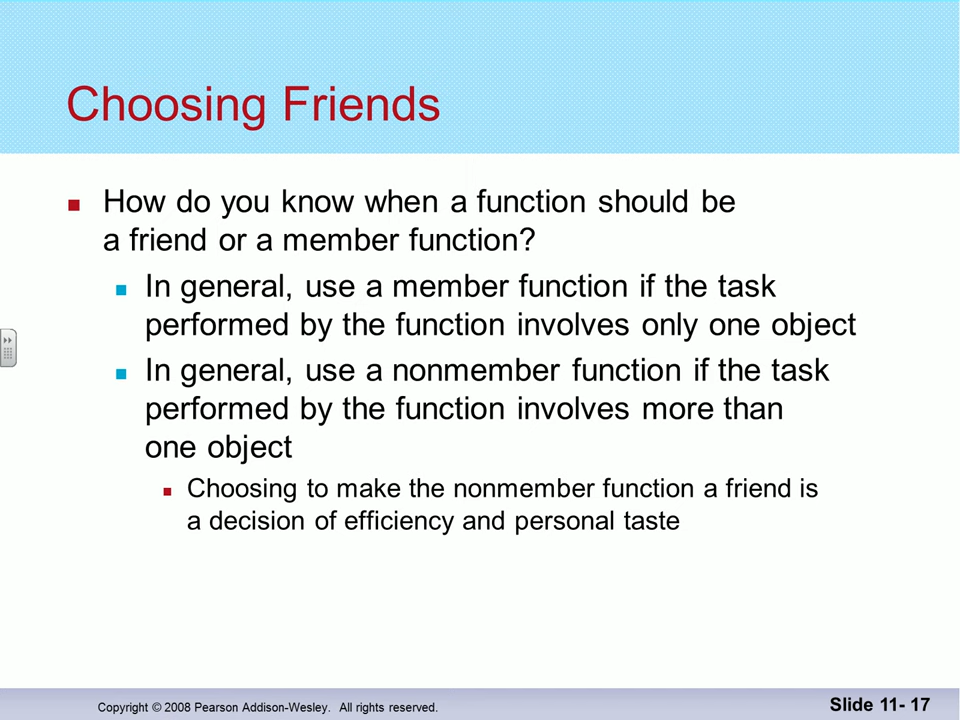 Choosing Friends
How do you know when a function should be
a friend or a member function?
In general, use a member function if the task
performed by the function involves only one object
In general, use a nonmember function if the task
performed by the function involves more than
one object
Choosing to make the nonmember function a friend is
a decision of efficiency and personal taste
Copyright © 2008 Pearson Addison-Wesley. All rights reserved.
Slide 11- 17